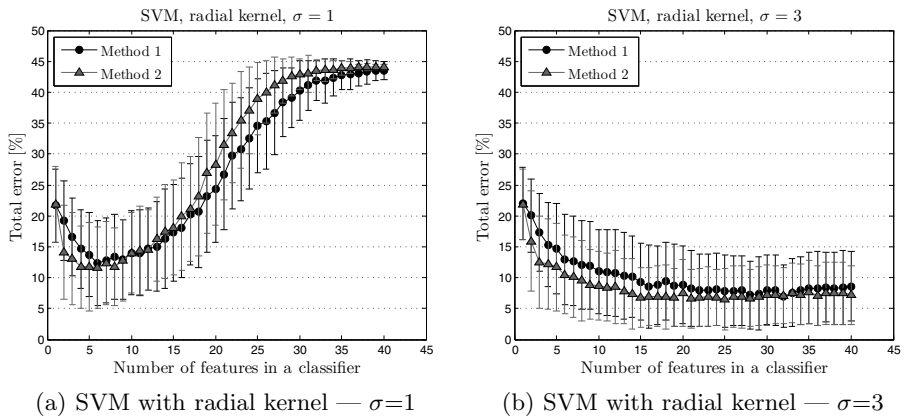 SVM, radial kernel, σ = 1
50
45
40
35
30
25
20
15
10
5
0
Total error [%]
Method 1
Method 2
0 5 10 15 20 25 30 35 40 45
Number of features in a classifier
(a) SVM with radial kernel — σ=1
SVM, radial kernel, σ = 3
50
45
40
35
30
25
20
15
10
5
0
Total error [%]
Method 1
Method 2
0 5 10 15 20 25 30 35 40 45
Number of features in a classifier
(b) SVM with radial kernel — σ=3